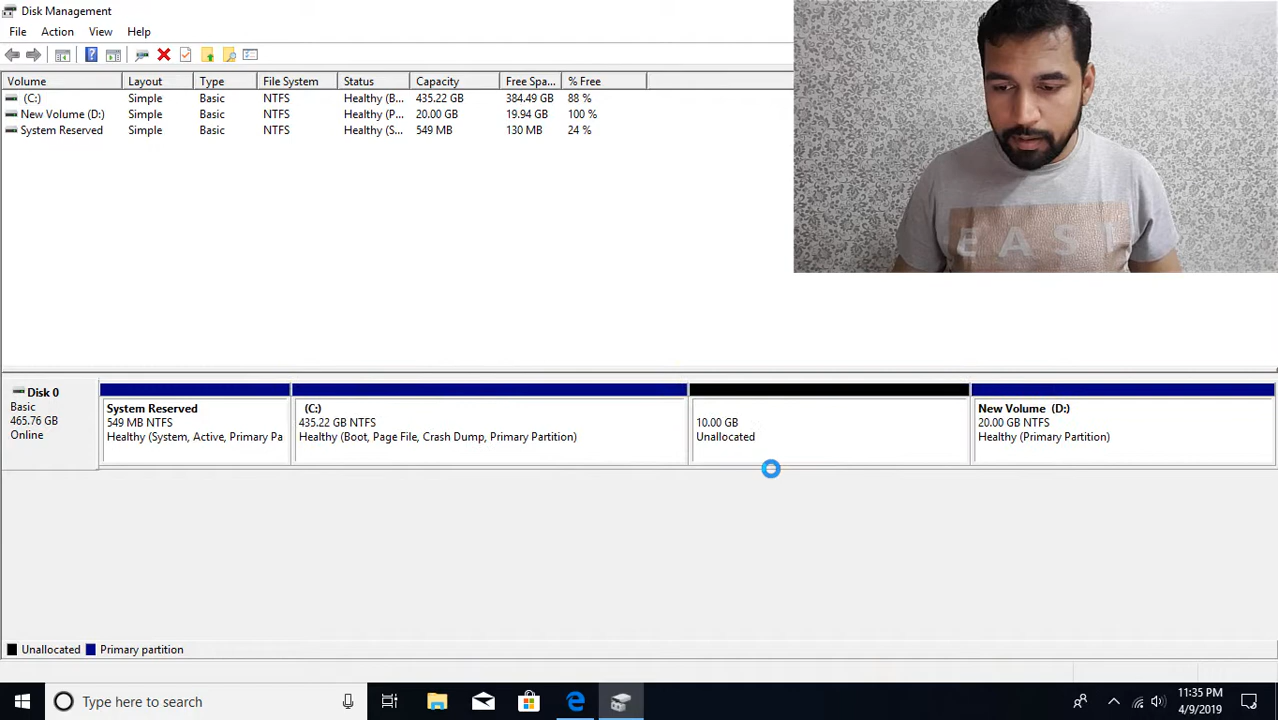 Disk Management
File Action View Help
Volume Layout Type File System Status Capacity Free Spa... % Free
(C:) Simple Basic NTFS Healthy (B... 435.22 GB 384.49 GB 88 %
New Volume (D:) Simple Basic NTFS Healthy (P... 20.00 GB 19.94 GB 100 %
System Reserved Simple Basic NTFS Healthy (S... 549 MB 130 MB 24 %
EASI
Disk 0
Basic
465.76 GB
Online
System Reserved
549 MB NTFS
Healthy (System, Active, Primary Pa
(C:)
435.22 GB NTFS
Healthy (Boot, Page File, Crash Dump, Primary Partition)
10.00 GB
Unallocated
New Volume (D:)
20.00 GB NTFS
Healthy (Primary Partition)
Unallocated Primary partition
Type here to search
11:35 PM
4/9/2019